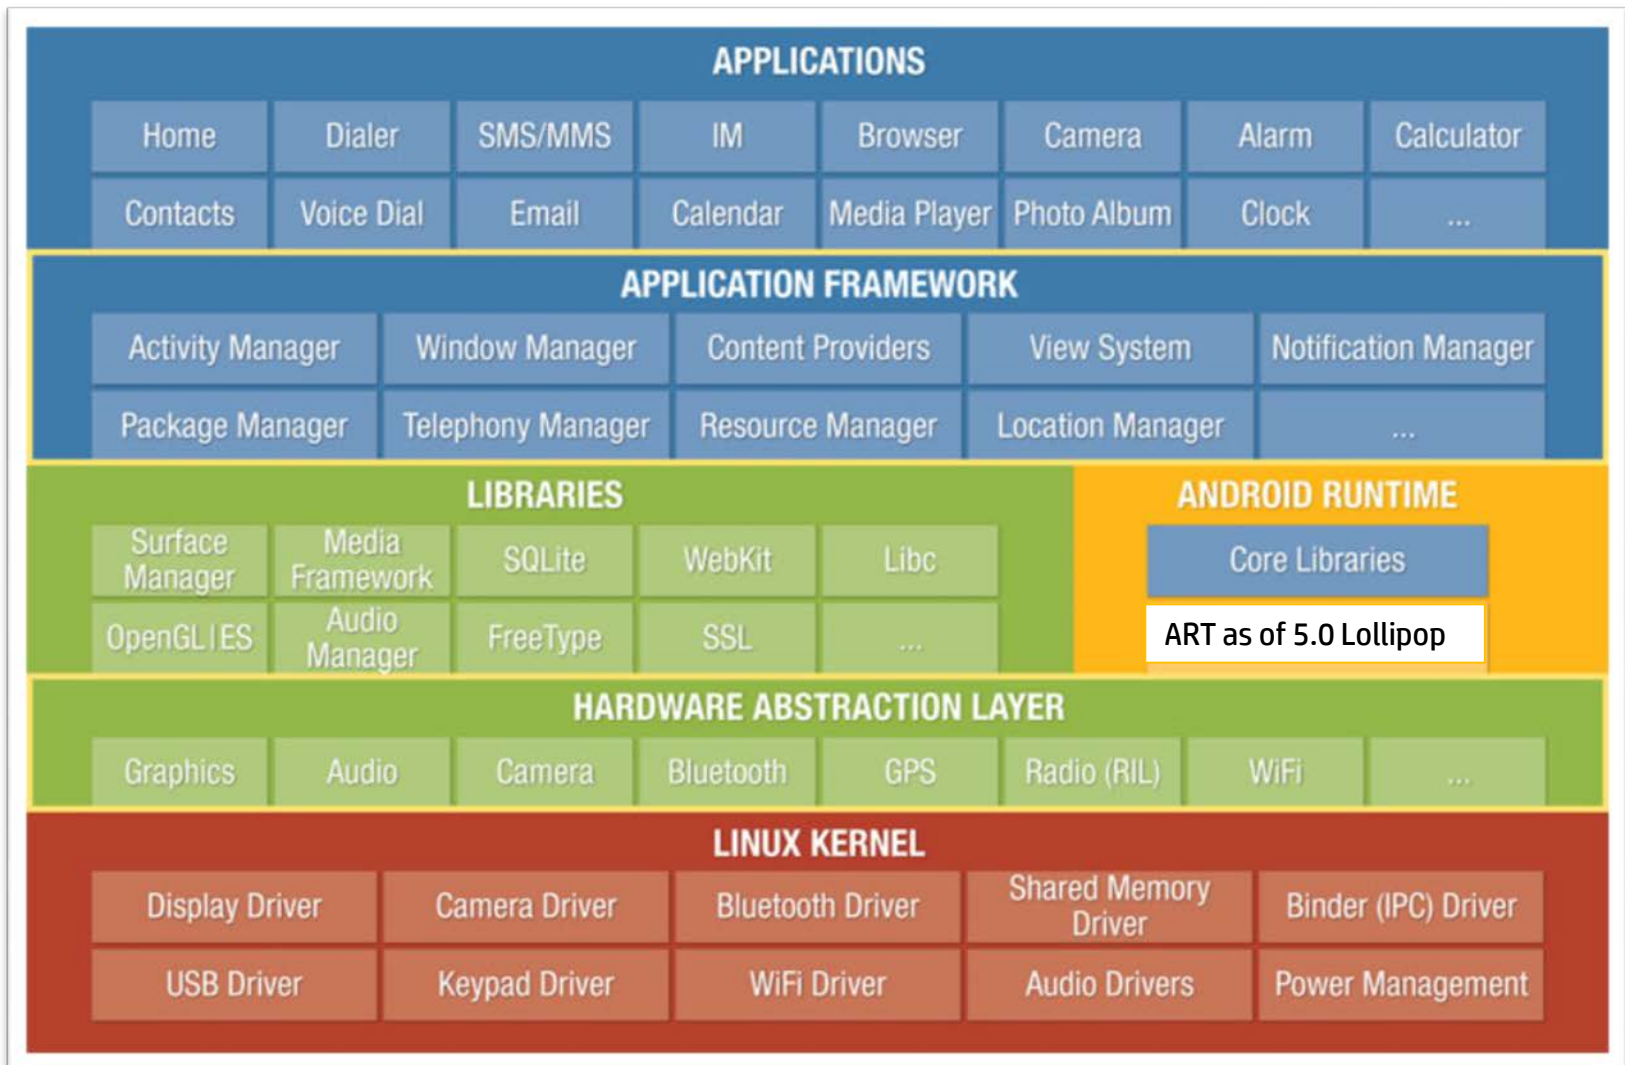 APPLICATIONS
Home Dialer SMS/MMS IM Browser Camera Alarm Calculator
Contacts Voice Dial Email Calendar Media Player Photo Album Clock ...
APPLICATION FRAMEWORK
Activity Manager Window Manager Content Providers View System Notification Manager
Package Manager Telephony Manager Resource Manager Location Manager ...
LIBRARIES
Surface
Manager
Media
Framework
SQLite WebKit Libc
OpenGL|ES
Audio
Manager
FreeType SSL ...
ANDROID RUNTIME
Core Libraries
ART as of 5.0 Lollipop
HARDWARE ABSTRACTION LAYER
Graphics Audio Camera Bluetooth GPS Radio (RIL) WiFi ...
LINUX KERNEL
Display Driver Camera Driver Bluetooth Driver
Shared Memory
Driver
Binder (IPC) Driver
USB Driver Keypad Driver WiFi Driver Audio Drivers Power Management